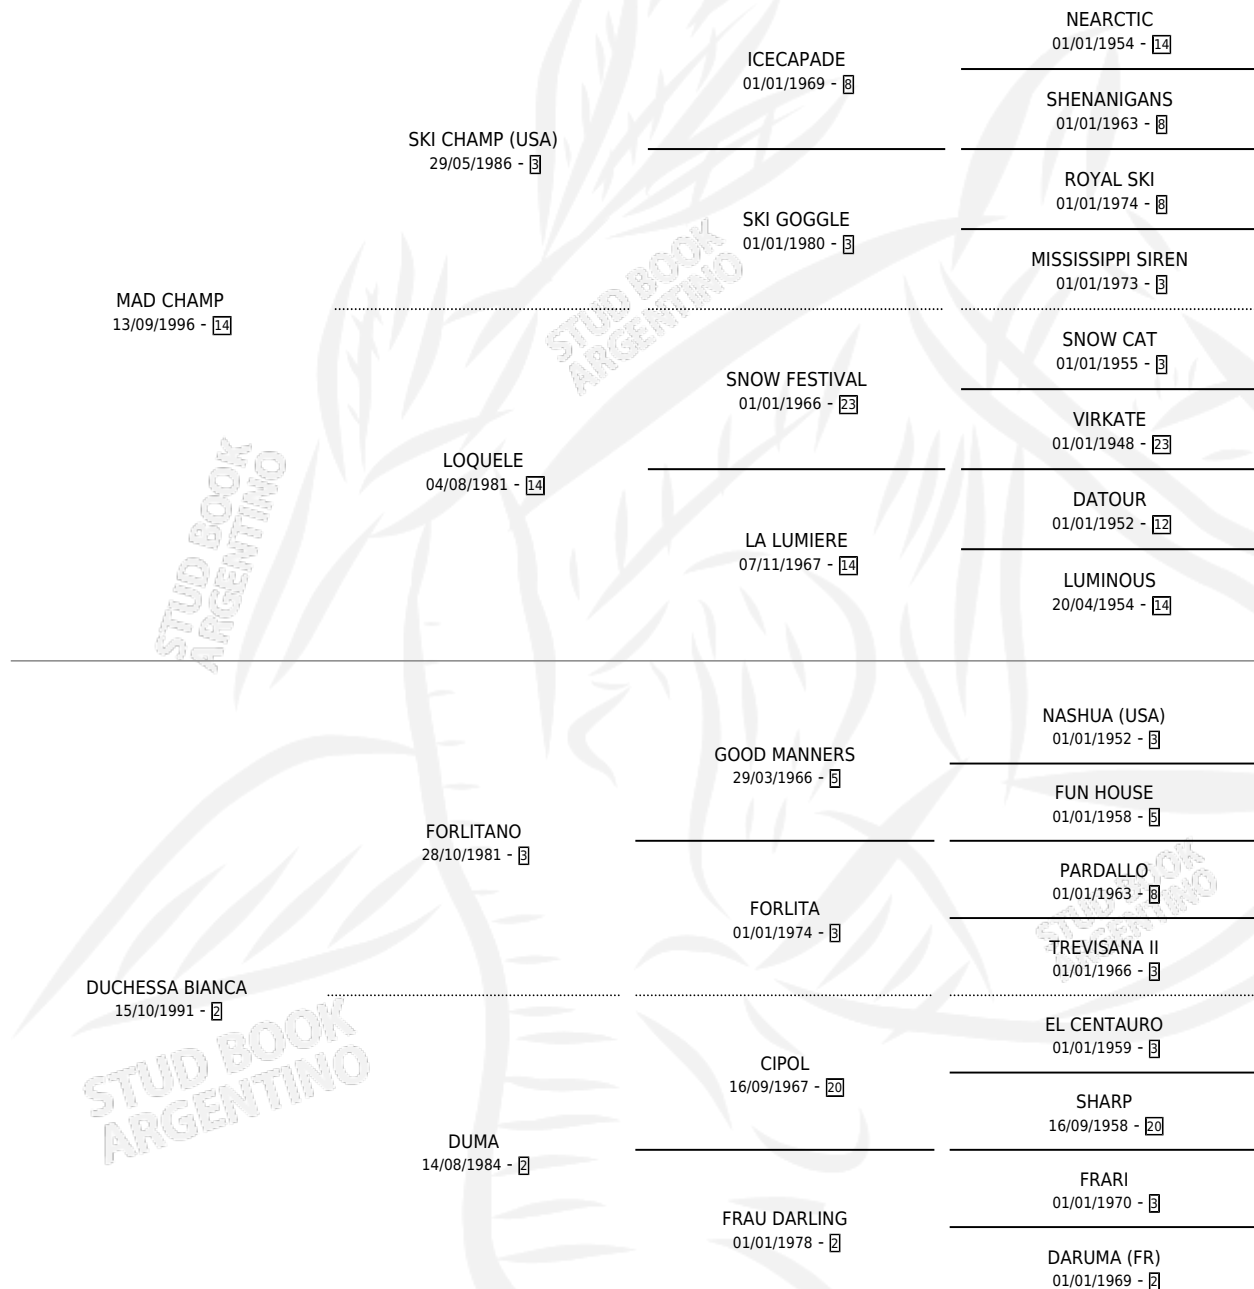 NEARCTIC
01/01/1954 - 14
ICECAPADE
01/01/1969 - 8
SHENANIGANS
01/01/1963 - 8
SKI CHAMP (USA)
29/05/1986 - 3
ROYAL SKI
01/01/1974 - 8
SKI GOGGLE
01/01/1980 - 3
MISSISSIPPI SIREN
01/01/1973 - 3
MAD CHAMP
13/09/1996 - 14
SNOW CAT
01/01/1955 - 3
SNOW FESTIVAL
01/01/1966 - 23
VIRKATE
01/01/1948 - 23
LOQUELE
04/08/1981 - 14
DATOUR
01/01/1952 - 12
LA LUMIERE
07/11/1967 - 14
LUMINOUS
20/04/1954 - 14
NASHUA (USA)
01/01/1952 - 3
GOOD MANNERS
29/03/1966 - 5
FUN HOUSE
01/01/1958 - 5
FORLITANO
28/10/1981 - 3
PARDALLO
01/01/1963 - 8
FORLITA
01/01/1974 - 3
TREVISANA II
01/01/1966 - 3
DUCHESSA BIANCA
15/10/1991 - 2
EL CENTAURO
01/01/1959 - 3
CIPOL
16/09/1967 - 20
SHARP
16/09/1958 - 20
DUMA
14/08/1984 - 2
FRARI
01/01/1970 - 3
FRAU DARLING
01/01/1978 - 2
DARUMA (FR)
01/01/1969 - 2
STUD BOOK
ARGENTINO
STUD BOOK
ARGENTINO
STUD BOOK
ARGENTINO
STUD BOOK
ARGENTINO